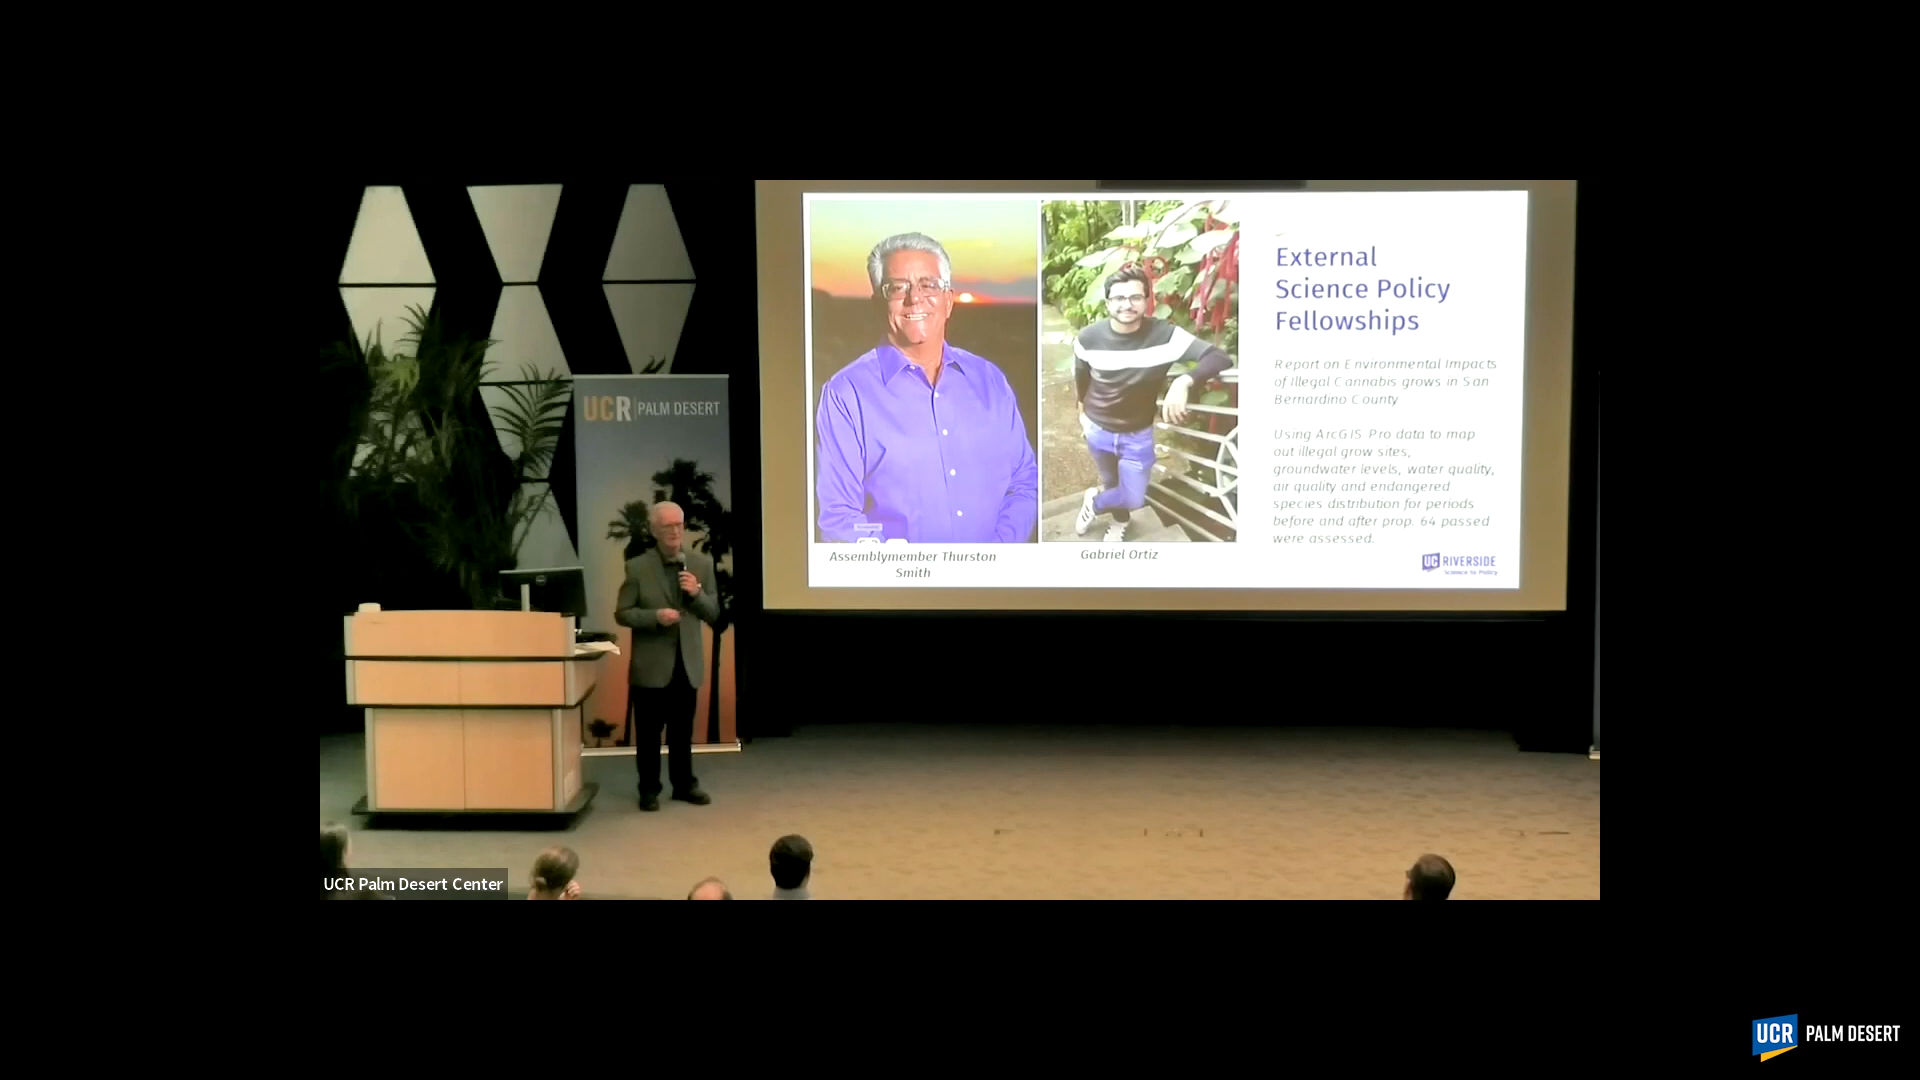 External
Science Policy
Fellowships
Report on Environmental Impacts
of Illegal Cannabis grows in San
Bernardino County
Using ArcGIS Pro data to map
out illegal grow sites,
groundwater levels, water quality,
air quality and endangered
species distribution for periods
before and after prop. 64 passed
were assessed.
Assemblymember Thurston
Smith
Gabriel Ortiz
UC RIVERSIDE
Science to Policy
UCR PALM DESERT
UCR Palm Desert Center
UCR PALM DESERT